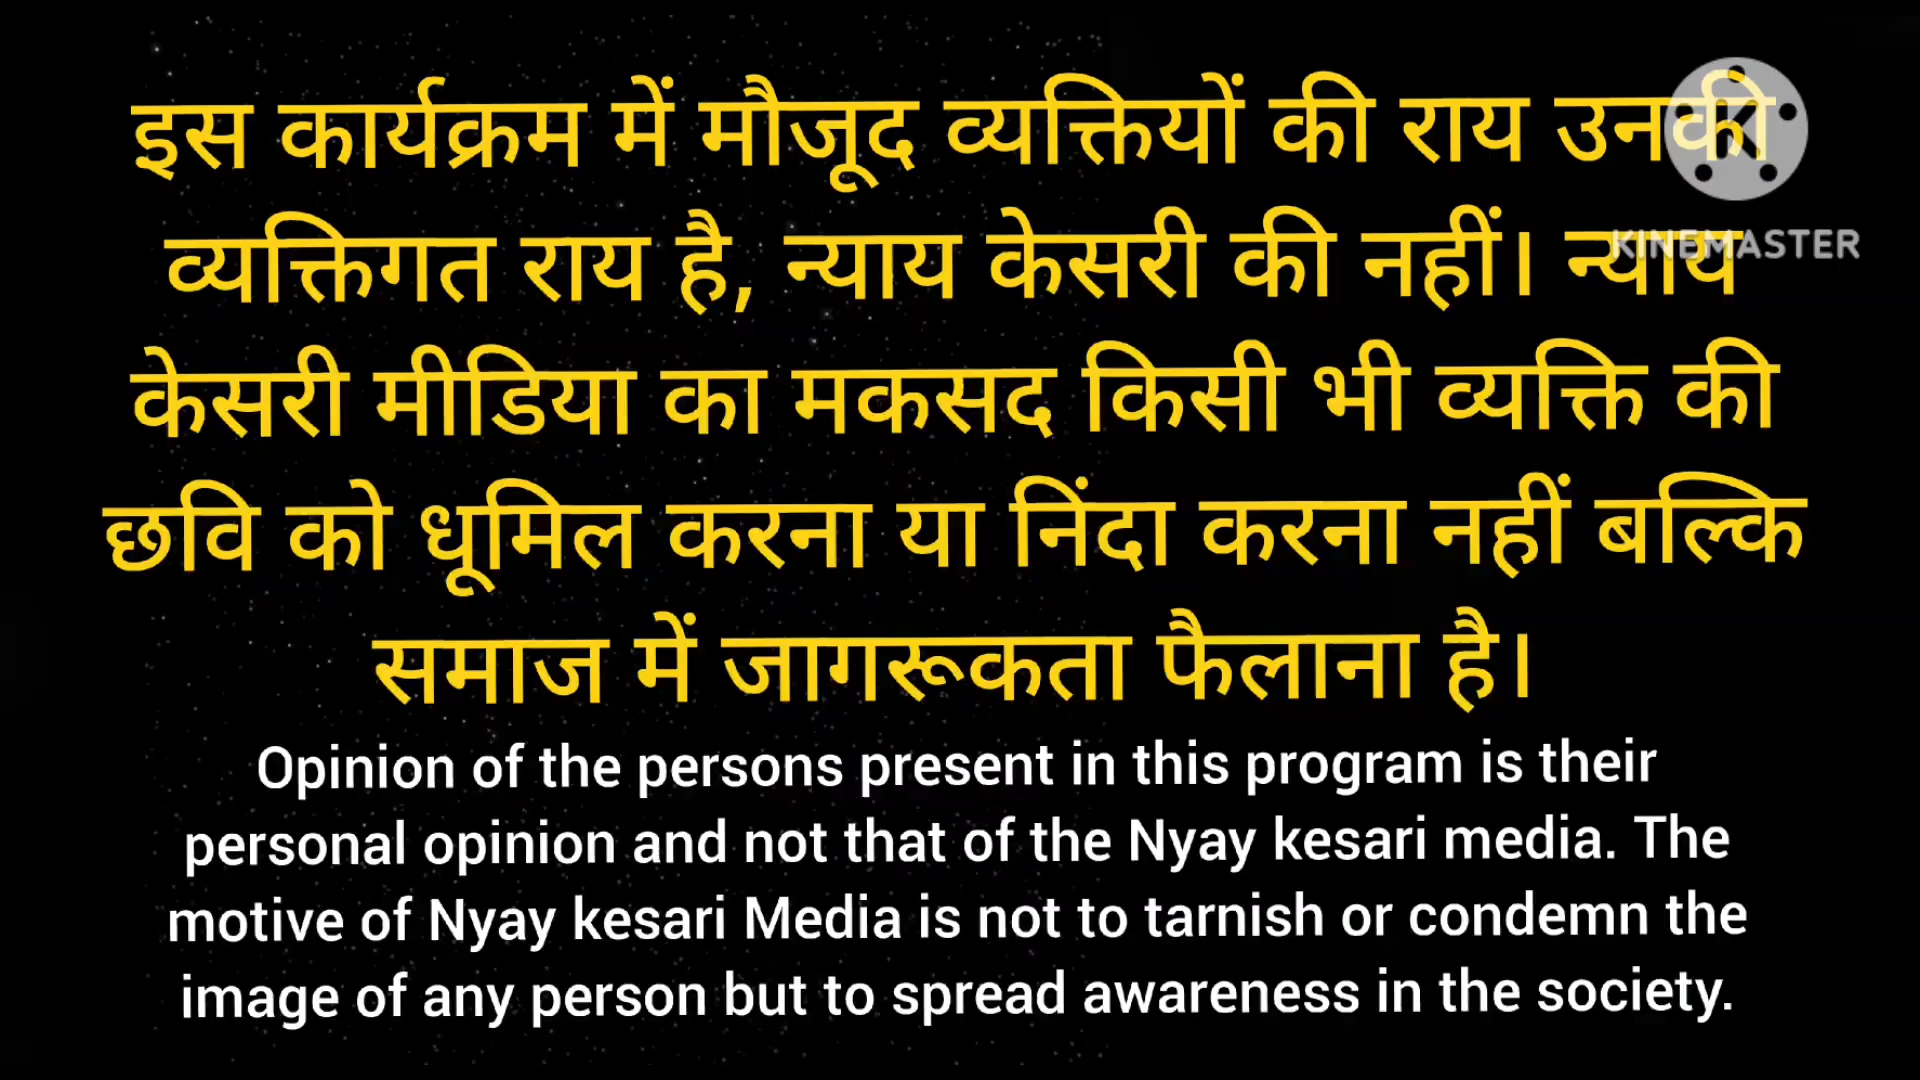 इस कार्यक्रम में मौजूद व्यक्तियों की राय उनकी
व्यक्तिगत राय है, न्याय केसरी की नहीं। न्याय
KINEMASTER
केसरी मीडिया का मकसद किसी भी व्यक्ति की
छवि को धूमिल करना या निंदा करना नहीं बल्कि
समाज में जागरूकता फैलाना है।
Opinion of the persons present in this program is their
personal opinion and not that of the Nyay kesari media. The
motive of Nyay kesari Media is not to tarnish or condemn the
image of any person but to spread awareness in the society.